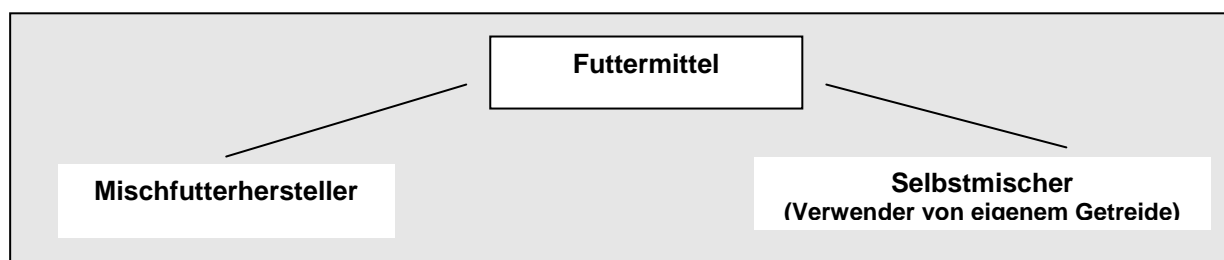 Futtermittel
Mischfutterhersteller
Selbstmischer
(Verwender von eigenem Getreide)